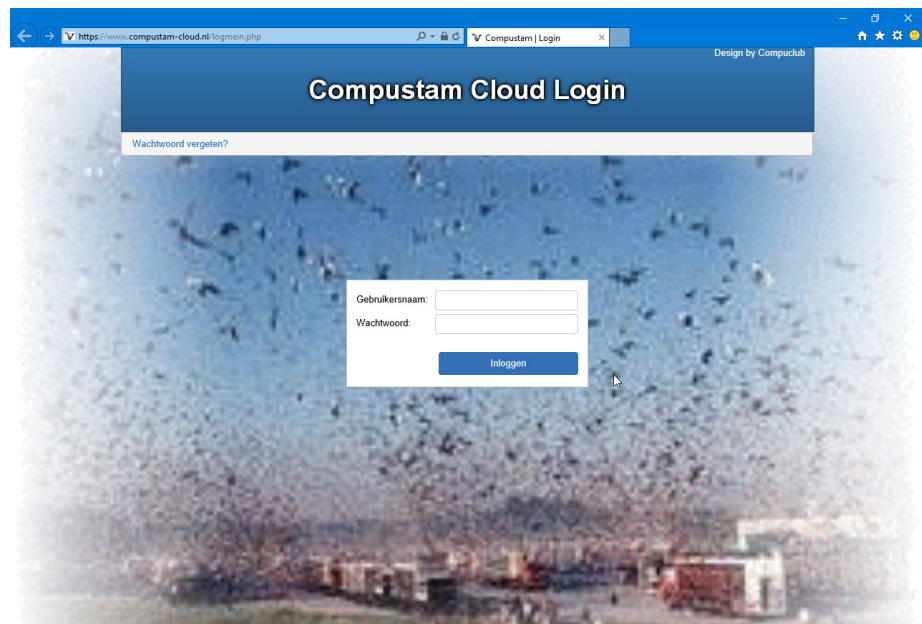 https://www.compustam-cloud.nl/logmein.php
Compustam | Login
Design by Compuclub
Compustam Cloud Login
Wachtwoord vergeten?
Gebruikersnaam:
Wachtwoord:
Inloggen